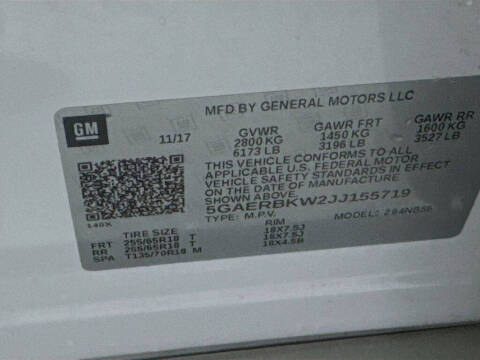 MFD BY GENERAL MOTORS LLC
GM
11/17 GVWR GAWR FRT GAWR RR
2800 KG 1450 KG 1600 KG
6173 LB 3196 LB 3527 LB
THIS VEHICLE CONFORMS TO ALL
APPLICABLE U.S. FEDERAL MOTOR
VEHICLE SAFETY STANDARDS IN EFFECT
ON THE DATE OF MANUFACTURE
SHOWN ABOVE.
5GAERBKW2JJ155719
TYPE: M.P.V. MODEL:
140X
TIRE SIZE RIM
FRT 255/65R18 T 18X7.5J
RR 255/65R18 T 18X7.5J
SPA T135/70R18 M 18X4.5B